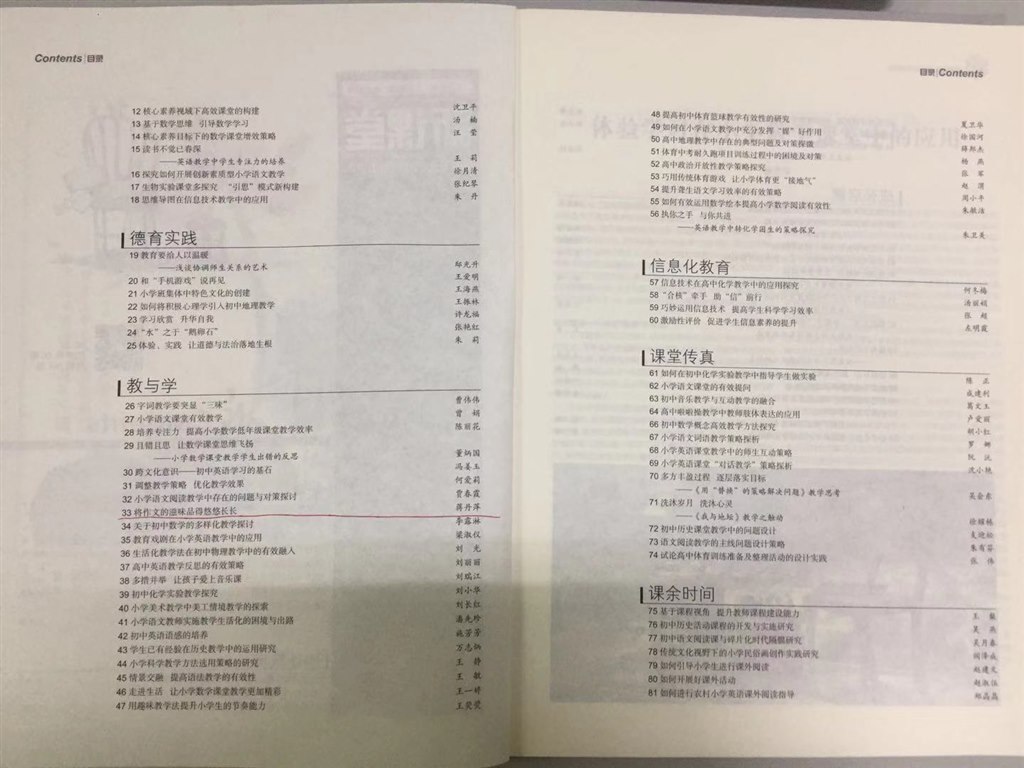 Contents 目录
12 核心素养视域下高效课堂的构建 沈卫平
13 基于数学思维 引导数学学习 汤楠
14 核心素养目标下的数学课堂增效策略 汪莹
15 读书不觉已春深
——英语教学中学生专注力的培养 王莉
16 探究如何开展创新素质型小学语文教学 徐月清
17 生物实验课堂多探究 “引思”模式新构建 张纪翠
18 思维导图在信息技术教学中的应用 朱丹
德育实践
19 教育要给人以温暖
——浅谈协调师生关系的艺术 邸光升
20 和“手机游戏”说再见 王爱明
21 小学班集体中特色文化的创建 王海燕
22 如何将积极心理学引入初中地理教学 王振林
23 学习欣赏 升华自我 许龙福
24 “水”之于“鹅卵石” 张艳红
25 体验、实践 让道德与法治落地生根 朱莉
教与学
26 字词教学要突显“三味” 曹伟伟
27 小学语文课堂有效教学 曾娟
28 培养专注力 提高小学数学低年级课堂教学效率 陈丽花
29 且错且思 让数学课堂思维飞扬
——小学数学课堂教学学生出错的反思 董炳国
30 跨文化意识——初中英语学习的基石 冯姜玉
31 调整教学策略 优化教学效果 何爱莉
32 小学语文阅读教学中存在的问题与对策探讨 贾春霞
33 将作文的滋味品得悠悠长长 蒋丹萍
34 关于初中数学的多样化教学探讨 李露淋
35 教育戏剧在小学英语教学中的应用 梁淑仪
36 生活化教学法在初中物理教学中的有效融入 刘光
37 高中英语教学反思的有效策略 刘丽丽
38 多措并举 让孩子爱上音乐课 刘瑞江
39 初中化学实验教学探究 刘小华
40 小学美术教学中美工情境教学的探索 刘长红
41 小学语文教师实施教学生活化的困境与出路 潘先珍
42 初中英语语感的培养 施芳芳
43 学生已有经验在历史教学中的运用研究 万志炳
44 小学科学教学方法选用策略的研究 王静
45 情景交融 提高语法教学的有效性 王敏
46 走进生活 让小学数学课堂教学更加精彩 王一婷
47 用趣味教学法提升小学生的节奏能力 王荧荧
目录 Contents
48 提高初中体育篮球教学有效性的研究 夏卫华
49 如何在小学语文教学中充分发挥“媒”好作用 徐国河
50 高中地理教学中存在的典型问题及对策探微 薛邦杰
51 体育中考耐久跑项目训练过程中的困境及对策 杨燕
52 高中政治开放性教学策略探究 张军
53 巧用传统体育游戏 让小学体育更“接地气” 赵潤
54 提升聋生语文学习效率的有效策略 周小平
55 如何有效运用数学绘本提高小学数学阅读有效性 朱敏洁
56 执你之手 与你共进
——英语教学中转化学困生的策略探究 朱卫美
信息化教育
57 信息技术在高中化学教学中的应用探究 何冬梅
58 “合核”牵手 助“信”前行 汤丽娟
59 巧妙运用信息技术 提高学生科学学习效率 张超
60 激励性评价 促进学生信息素养的提升 左明霞
课堂传真
61 如何在初中化学实验教学中指导学生做实验 陈正
62 小学语文课堂的有效提问 成建利
63 初中音乐教学与互动教学的融合 葛文玉
64 高中啦啦操教学中教师肢体表达的应用 卢爱丽
66 初中数学概念高效教学方法探究 胡小红
67 小学语文词语教学策略探析 罗娜
68 小学英语课堂教学中的师生互动策略 阮沅
69 小学英语课堂“对话教学”策略探析 沈小艳
70 多方丰盈过程 逐层落实目标
——《用“替换”的策略解决问题》教学思考 吴金东
71 洗沐岁月 洗沐心灵
——《我与地坛》教学之触动
72 初中历史课堂教学中的问题设计
73 语文阅读教学的主线问题设计策略
74 试论高中体育训练准备及整理活动的设计实践 张伟
课余时间
75 基于课程视角 提升教师课程建设能力
76 初中历史活动课程的开发与实施研究 吴燕
77 初中语文阅读课与碎片化时代隔膜研究 吴月春
78 传统文化视野下的小学民俗画创作实践研究
79 如何引导小学生进行课外阅读 赵建文
80 如何开展好课外活动 赵淑伍
81 如何进行农村小学英语课外阅读指导 郑晶晶